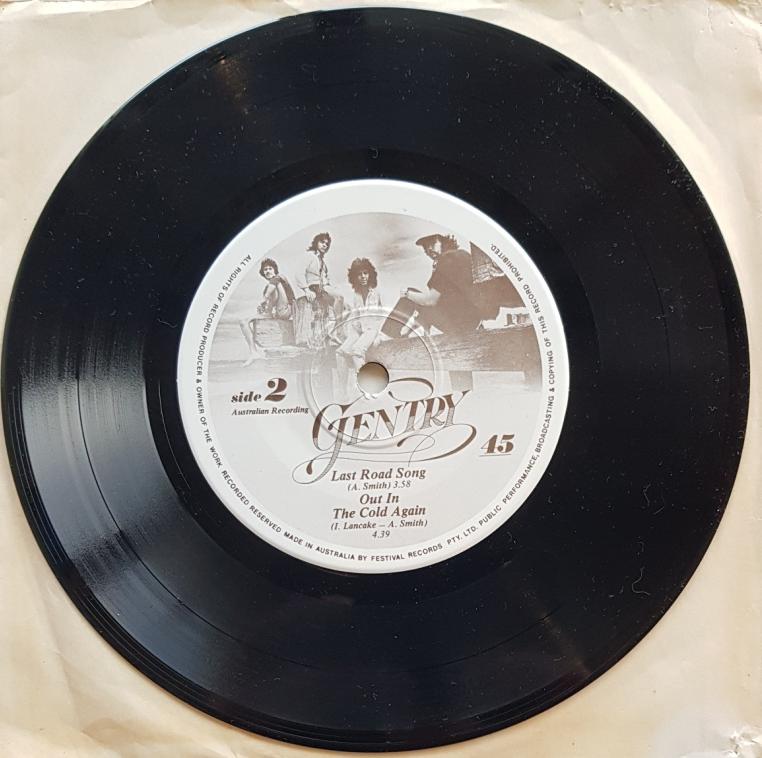 side 2
Australian Recording
GENTRY
45
Last Road Song
(A. Smith) 3.58
Out In
The Cold Again
(I. Lancake – A. Smith)
4.39
ALL RIGHTS OF RECORD PRODUCER & OWNER OF THE WORK RECORDED RESERVED MADE IN AUSTRALIA BY FESTIVAL RECORDS PTY. LTD. PUBLIC PERFORMANCE, BROADCASTING & COPYING OF THIS RECORD PROHIBITED.